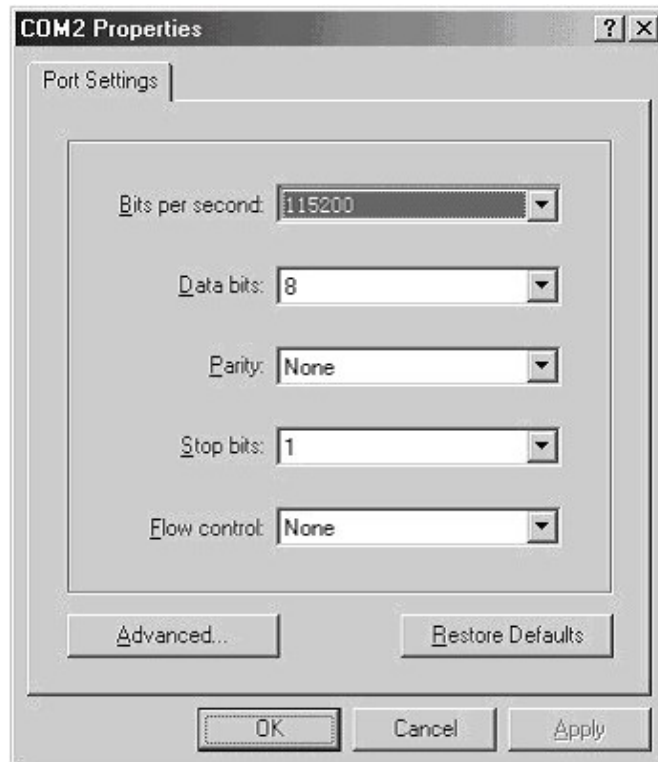 COM2 Properties
Port Settings
Bits per second: 115200
Data bits: 8
Parity: None
Stop bits: 1
Flow control: None
Advanced... Restore Defaults
OK Cancel Apply